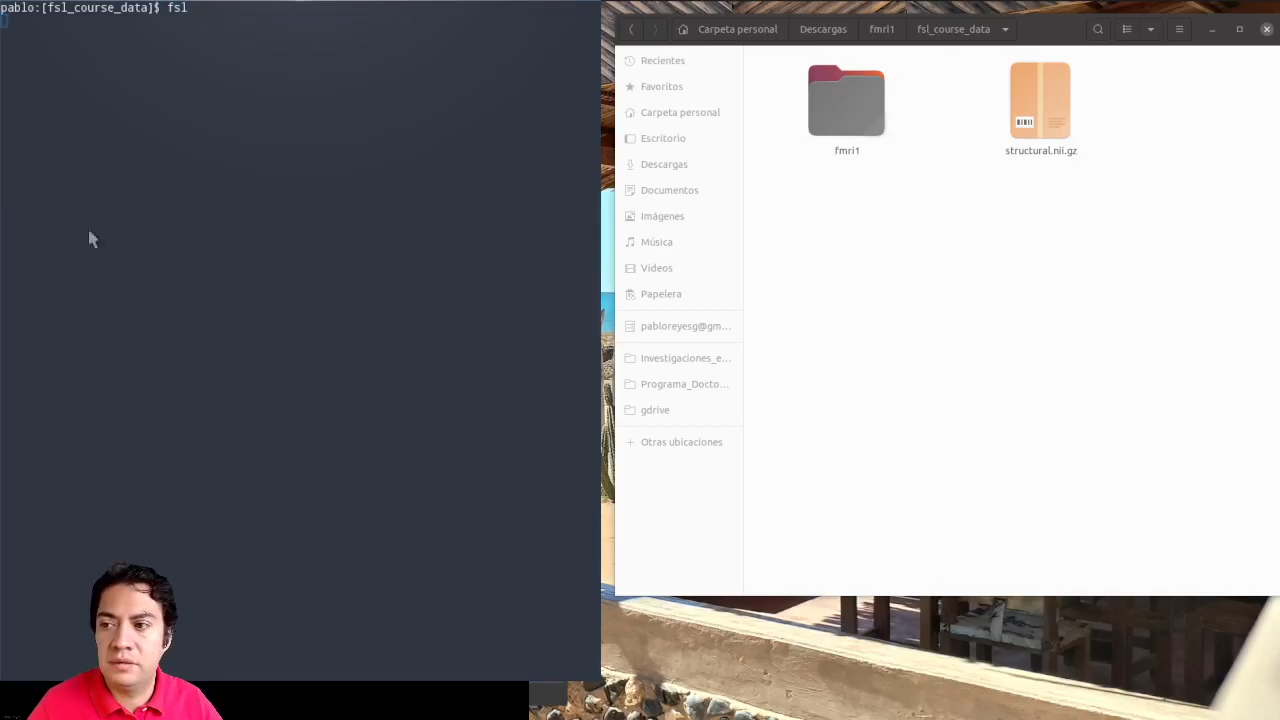 pablo:[fsl_course_data]$ fsl
Carpeta personal
Descargas
fmri1
fsl_course_data
Recientes
Favoritos
Carpeta personal
Escritorio
Descargas
Documentos
Imágenes
Música
Vídeos
Papelera
pabloreyesg@gm...
Investigaciones_e...
Programa_Docto...
gdrive
Otras ubicaciones
fmri1
structural.nii.gz